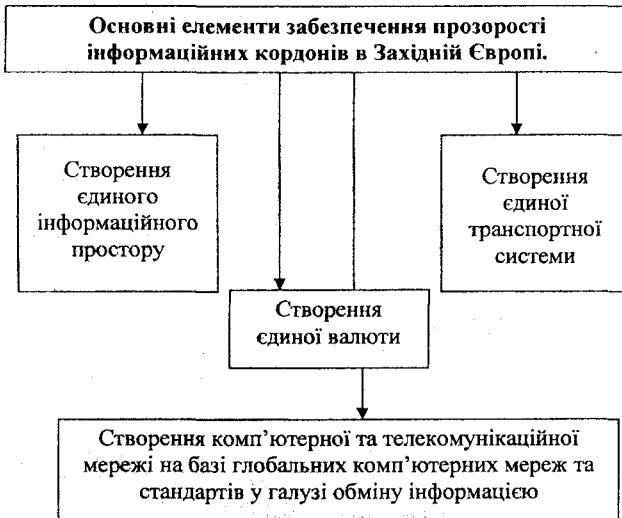 Основні елементи забезпечення прозорості
інформаційних кордонів в Західній Європі.
Створення
єдиного
інформаційного
простору
Створення
єдиної
транспортної
системи
Створення
єдиної валюти
Створення комп’ютерної та телекомунікаційної
мережі на базі глобальних комп’ютерних мереж та
стандартів у галузі обміну інформацією